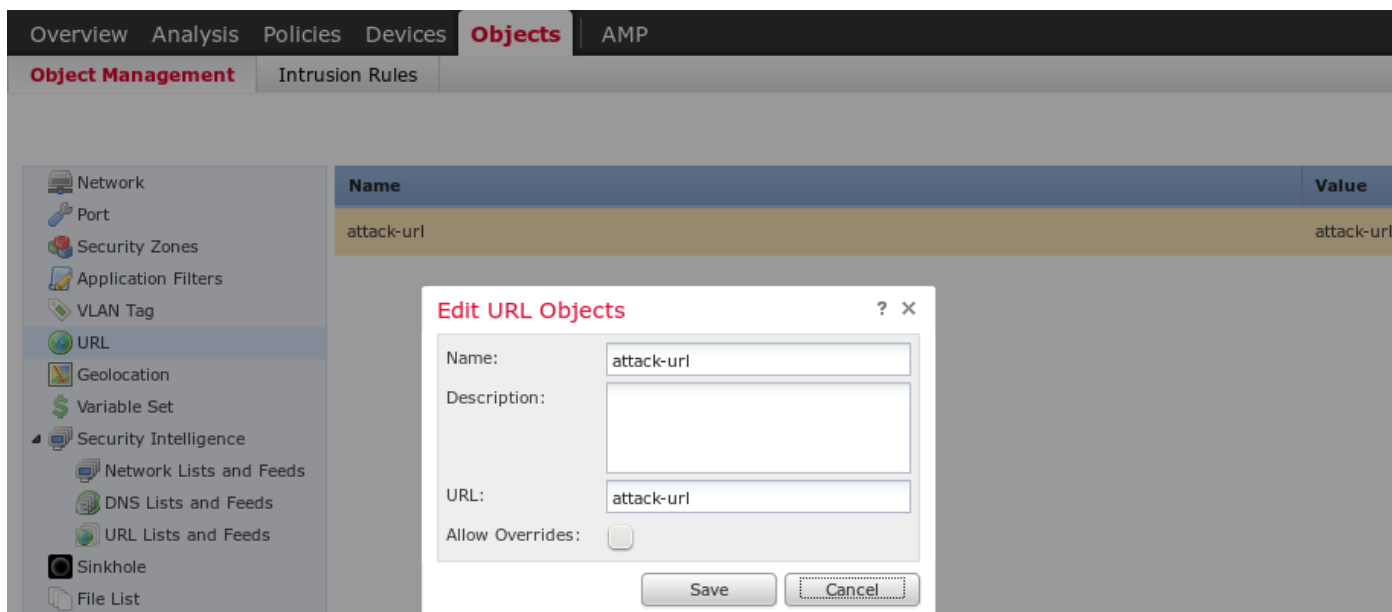 Overview Analysis Policies Devices Objects AMP
Object Management Intrusion Rules
Network
Port
Security Zones
Application Filters
VLAN Tag
URL
Geolocation
Variable Set
Security Intelligence
Network Lists and Feeds
DNS Lists and Feeds
URL Lists and Feeds
Sinkhole
File List
Name Value
attack-url attack-url
Edit URL Objects ?
Name: attack-url
Description:
URL: attack-url
Allow Overrides:
Save Cancel